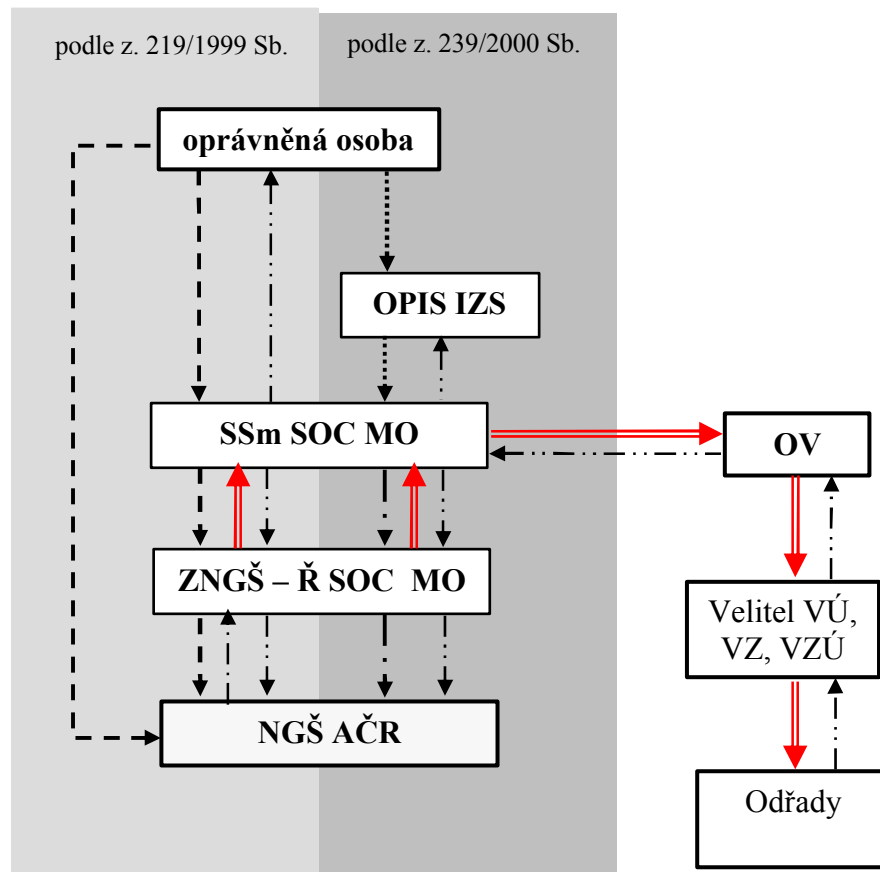 podle z. 219/1999 Sb.
podle z. 239/2000 Sb.
oprávněná osoba
OPIS IZS
SSm SOC MO
OV
ZNGŠ – Ř SOC MO
Velitel VÚ,
VZ, VZÚ
NGŠ AČR
Odřady